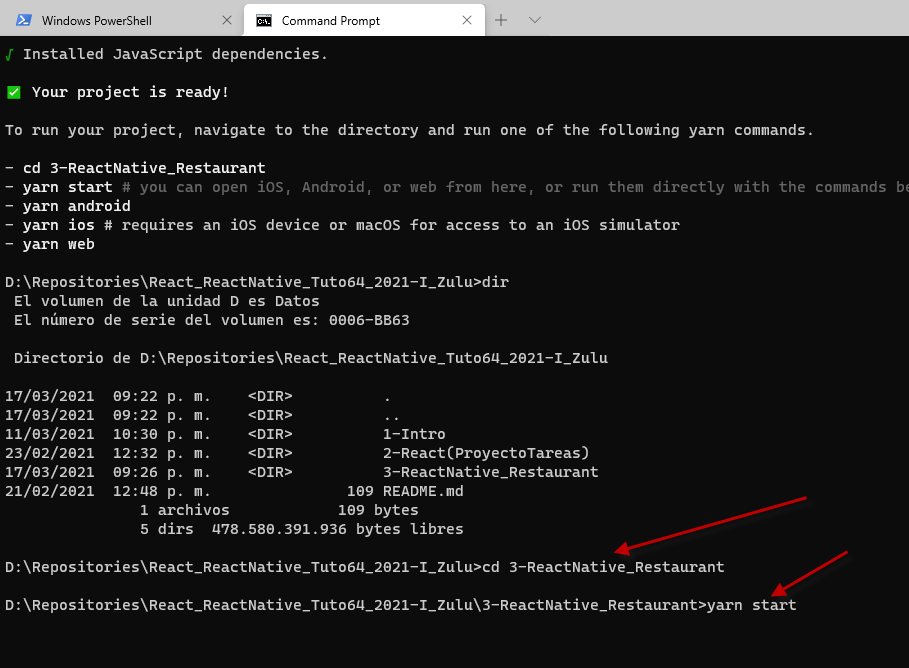 Windows PowerShell
Command Prompt
√ Installed JavaScript dependencies.
✅ Your project is ready!
To run your project, navigate to the directory and run one of the following yarn commands.
- cd 3-ReactNative_Restaurant
- yarn start # you can open iOS, Android, or web from here, or run them directly with the commands be
- yarn android
- yarn ios # requires an iOS device or macOS for access to an iOS simulator
- yarn web
D:\Repositories\React_ReactNative_Tuto64_2021-I_Zulu>dir
El volumen de la unidad D es Datos
El número de serie del volumen es: 0006-BB63
Directorio de D:\Repositories\React_ReactNative_Tuto64_2021-I_Zulu
17/03/2021  09:22 p. m.    <DIR>          .
17/03/2021  09:22 p. m.    <DIR>          ..
11/03/2021  10:30 p. m.    <DIR>          1-Intro
23/02/2021  12:32 p. m.    <DIR>          2-React(ProyectoTareas)
17/03/2021  09:26 p. m.    <DIR>          3-ReactNative_Restaurant
21/02/2021  12:48 p. m.               109 README.md
1 archivos            109 bytes
5 dirs  478.580.391.936 bytes libres
D:\Repositories\React_ReactNative_Tuto64_2021-I_Zulu>cd 3-ReactNative_Restaurant
D:\Repositories\React_ReactNative_Tuto64_2021-I_Zulu\3-ReactNative_Restaurant>yarn start